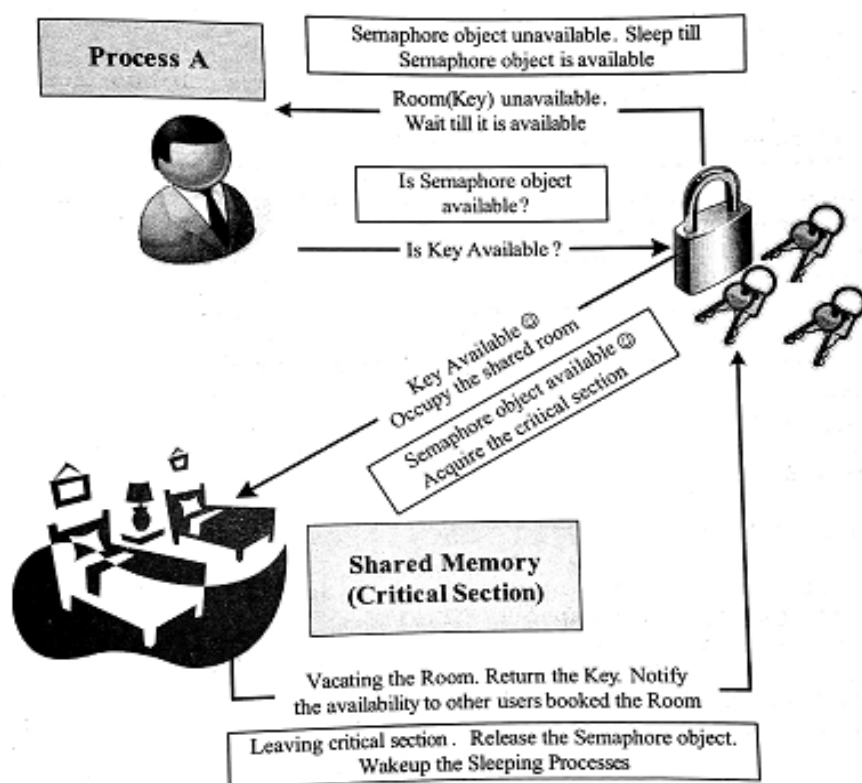 Process A
Semaphore object unavailable. Sleep till
Semaphore object is available
Room(Key) unavailable.
Wait till it is available
Is Semaphore object
available?
Is Key Available ?
Key Available ☺
Occupy the shared room
Semaphore object available ☺
Acquire the critical section
Shared Memory
(Critical Section)
Vacating the Room. Return the Key. Notify
the availability to other users booked the Room
Leaving critical section . Release the Semaphore object.
Wakeup the Sleeping Processes